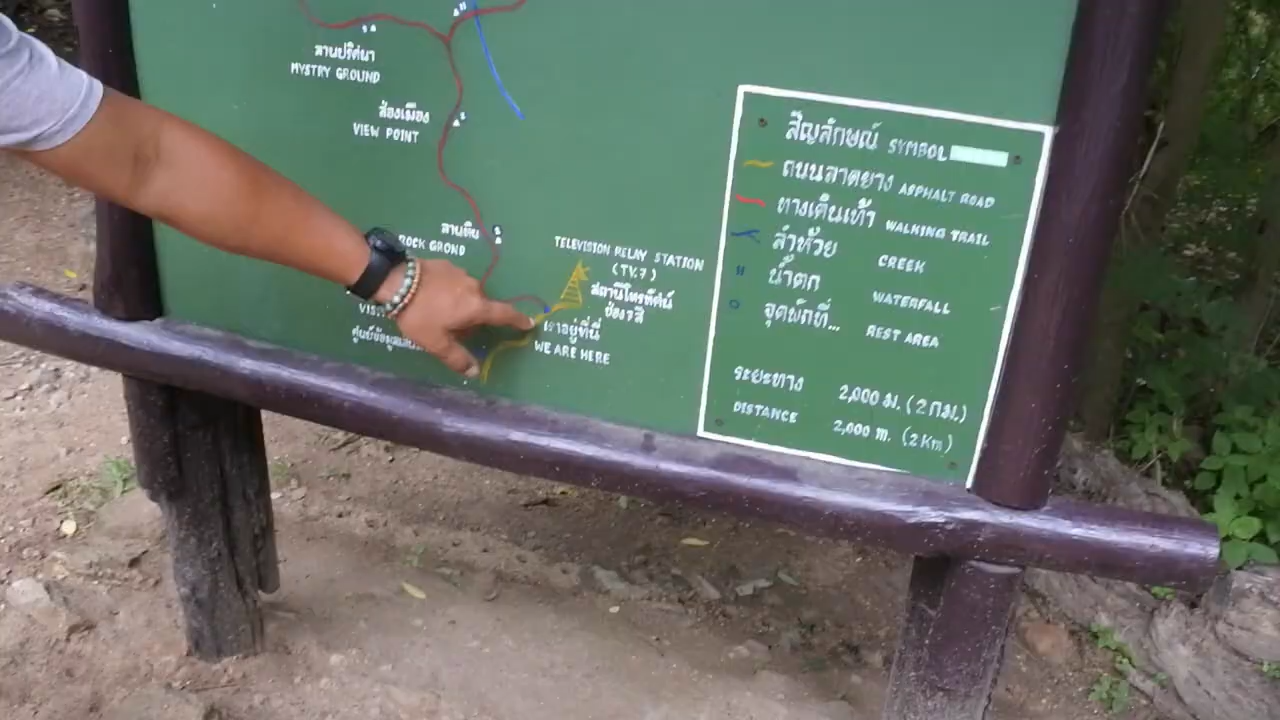 ลานปริศนา
MYSTRY GROUND
ส่องเมือง
VIEW POINT
ลานหิน
ROCK GROND
TELEVISION RELAY STATION
(TV.7)
สถานีโทรทัศน์
ช่อง 7 สี
เราอยู่ที่นี่
WE ARE HERE
สัญลักษณ์ SYMBOL
ถนนลาดยาง ASPHALT ROAD
ทางเดินเท้า WALKING TRAIL
ลำห้วย CREEK
น้ำตก WATERFALL
จุดพักที่... REST AREA
ระยะทาง 2,000 ม. (2 กม.)
DISTANCE 2,000 m. (2 Km)